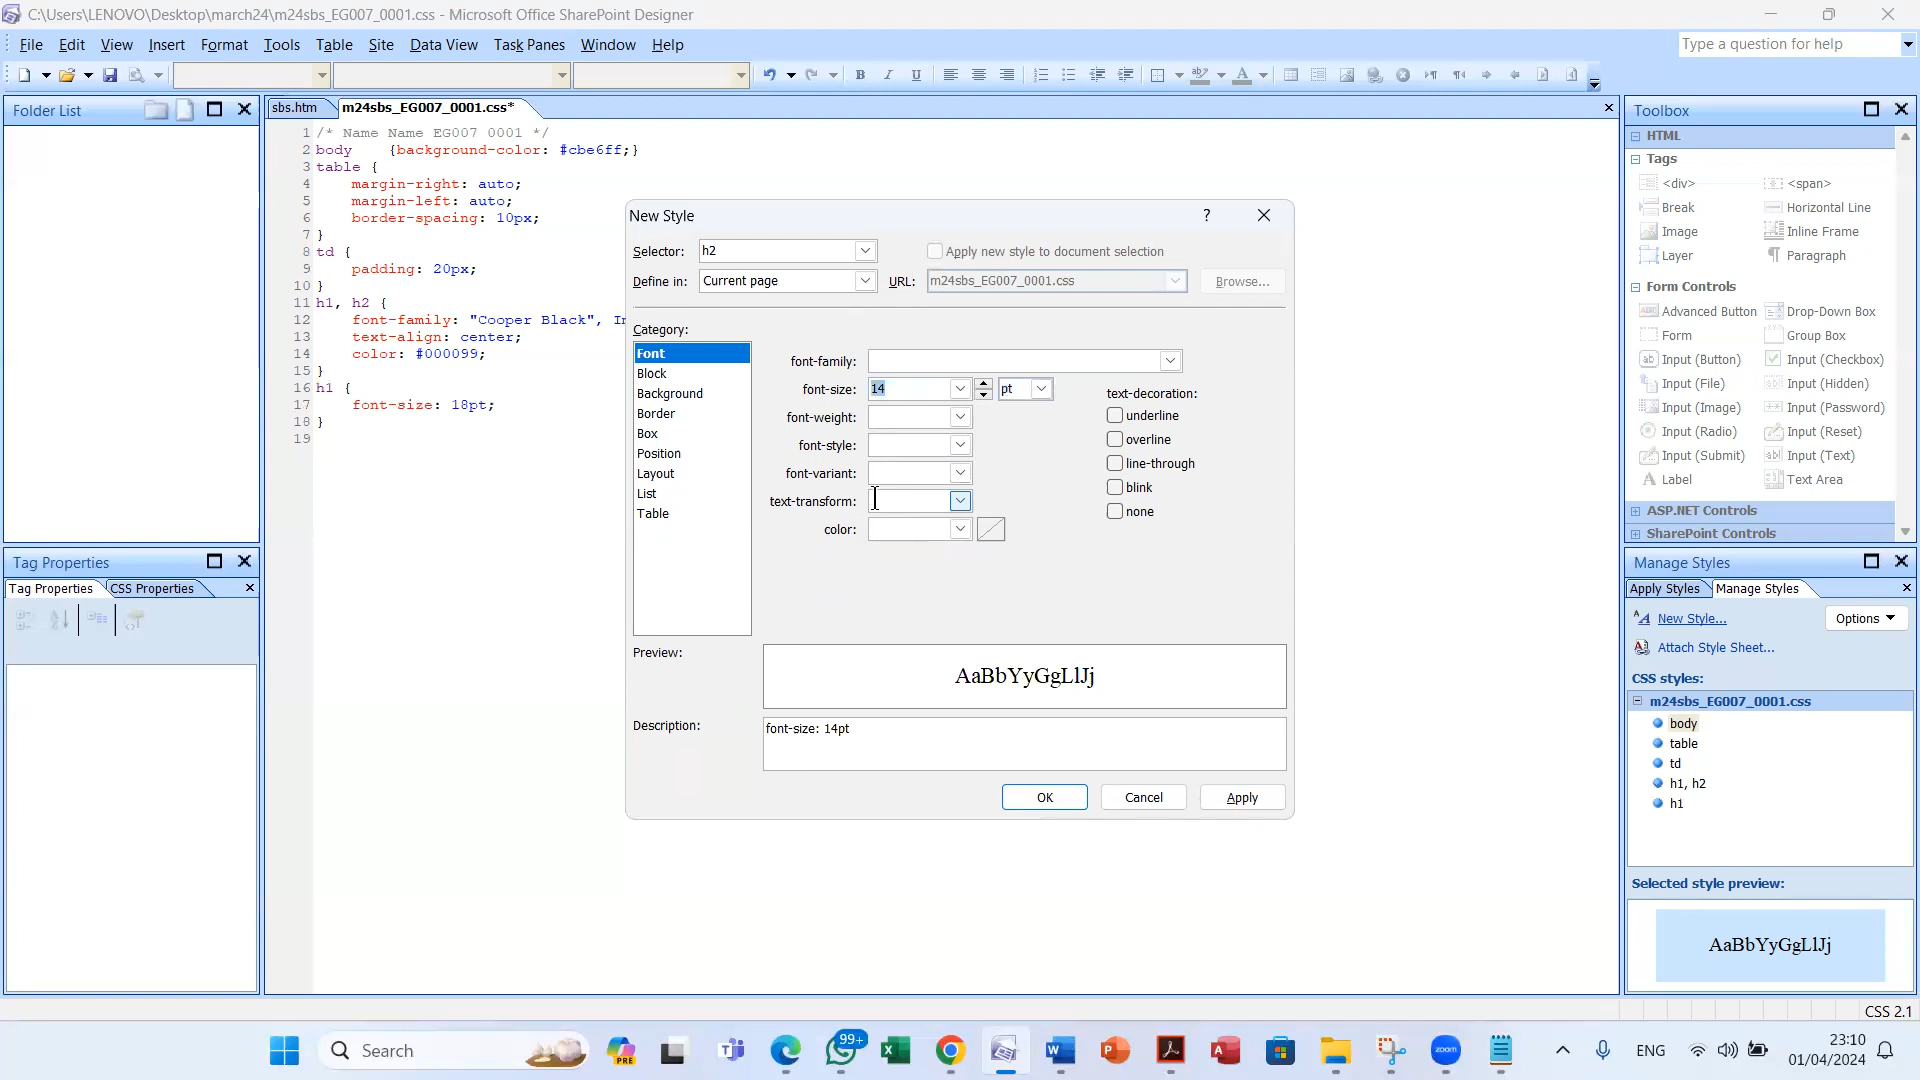 C:\Users\LENOVO\Desktop\march24\m24sbs_EG007_0001.css - Microsoft Office SharePoint Designer
File Edit View Insert Format Tools Table Site Data View Task Panes Window Help
Type a question for help
Folder List
sbs.htm
m24sbs_EG007_0001.css*
1 /* Name Name EG007 0001 */
2 body {background-color: #cbe6ff;}
3 table {
4 margin-right: auto;
5 margin-left: auto;
6 border-spacing: 10px;
7 }
8 td {
9 padding: 20px;
10 }
11 h1, h2 {
12 font-family: "Cooper Black", I
13 text-align: center;
14 color: #000099;
15 }
16 h1 {
17 font-size: 18pt;
18 }
19
New Style
?
Selector: h2
Apply new style to document selection
Define in: Current page
URL: m24sbs_EG007_0001.css
Browse...
Category:
Font
Block
Background
Border
Box
Position
Layout
List
Table
font-family:
font-size: 14 pt
font-weight:
font-style:
font-variant:
text-transform:
color:
text-decoration:
underline
overline
line-through
blink
none
Preview:
AaBbYyGgLlJj
Description:
font-size: 14pt
OK Cancel Apply
Toolbox
HTML
Tags
<div> <span>
Break Horizontal Line
Image Inline Frame
Layer Paragraph
Form Controls
Advanced Button Drop-Down Box
Form Group Box
Input (Button) Input (Checkbox)
Input (File) Input (Hidden)
Input (Image) Input (Password)
Input (Radio) Input (Reset)
Input (Submit) Input (Text)
Label Text Area
ASP.NET Controls
SharePoint Controls
Tag Properties
Tag Properties CSS Properties
Manage Styles
Apply Styles Manage Styles
New Style...
Options
Attach Style Sheet...
CSS styles:
m24sbs_EG007_0001.css
body
table
td
h1, h2
h1
Selected style preview:
AaBbYyGgLlJj
CSS 2.1
Search
PRE
99+
zoom
ENG
23:10
01/04/2024